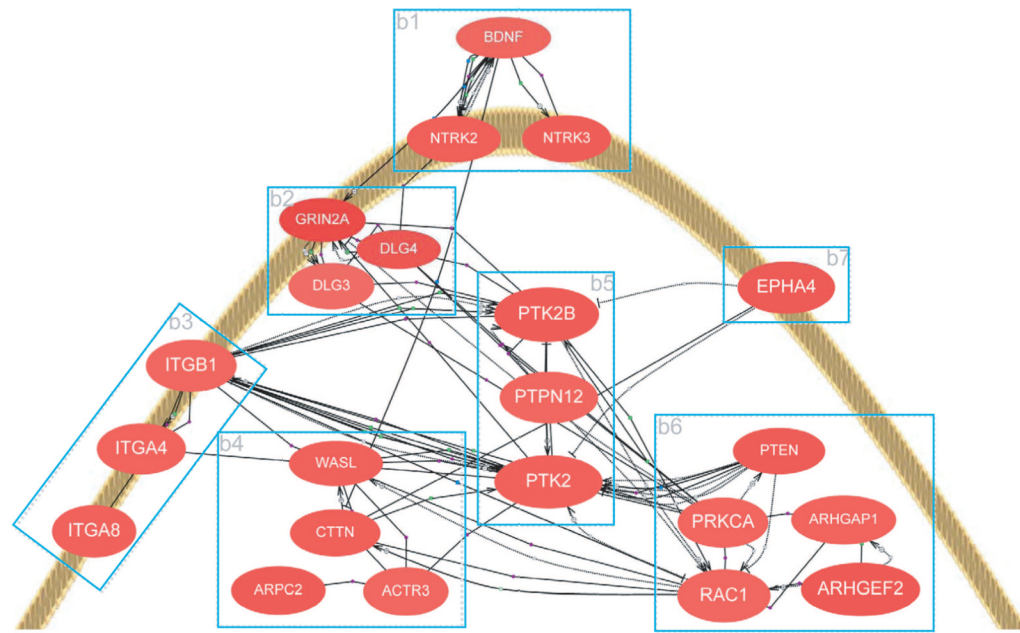 b1
BDNF
NTRK2
NTRK3
b2
GRIN2A
DLG4
DLG3
b7
EPHA4
b5
PTK2B
PTPN12
PTK2
b3
ITGB1
ITGA4
ITGA8
b4
WASL
CTTN
ARPC2
ACTR3
b6
PTEN
PRKCA
ARHGAP1
RAC1
ARHGEF2